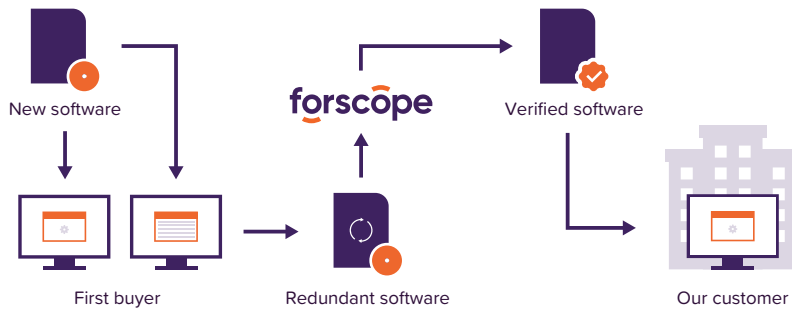 New software
forscope
Verified software
First buyer
Redundant software
Our customer